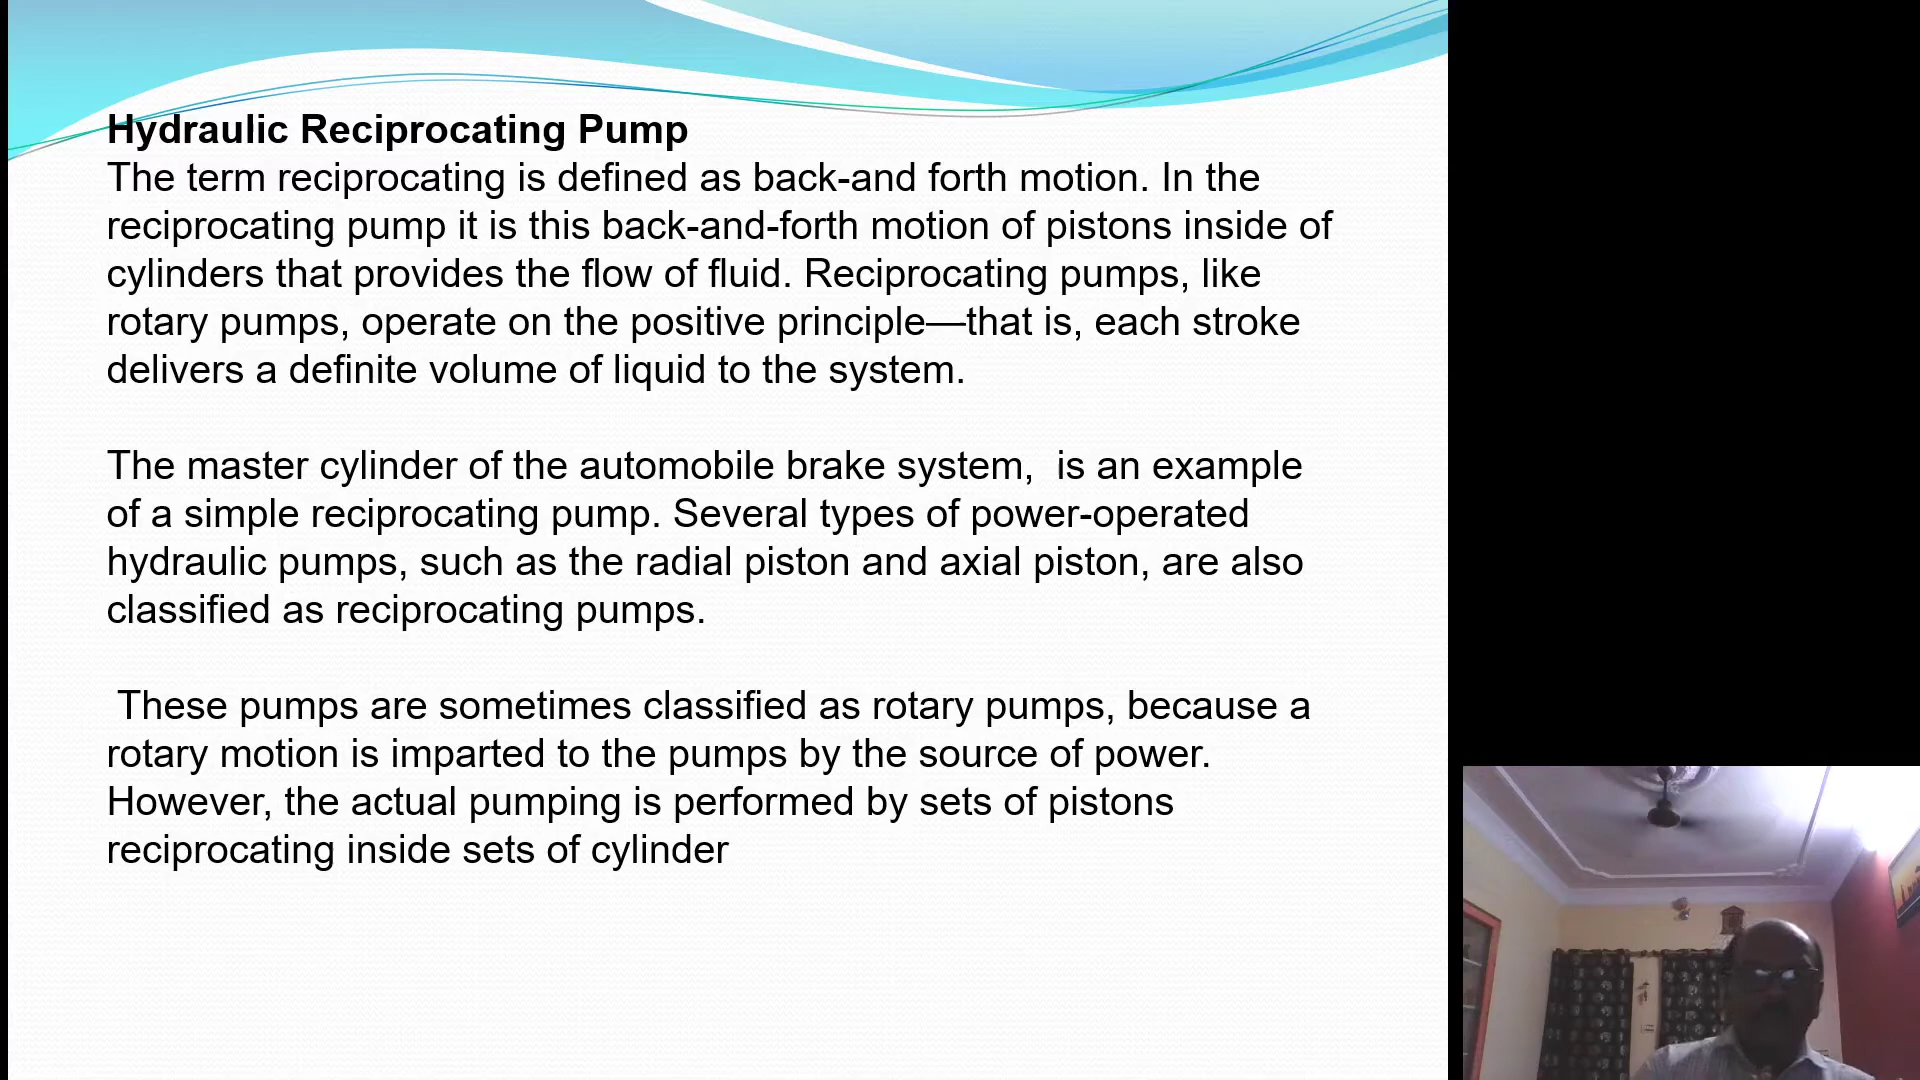 Hydraulic Reciprocating Pump
The term reciprocating is defined as back-and forth motion. In the
reciprocating pump it is this back-and-forth motion of pistons inside of
cylinders that provides the flow of fluid. Reciprocating pumps, like
rotary pumps, operate on the positive principle—that is, each stroke
delivers a definite volume of liquid to the system.
The master cylinder of the automobile brake system,  is an example
of a simple reciprocating pump. Several types of power-operated
hydraulic pumps, such as the radial piston and axial piston, are also
classified as reciprocating pumps.
These pumps are sometimes classified as rotary pumps, because a
rotary motion is imparted to the pumps by the source of power.
However, the actual pumping is performed by sets of pistons
reciprocating inside sets of cylinder